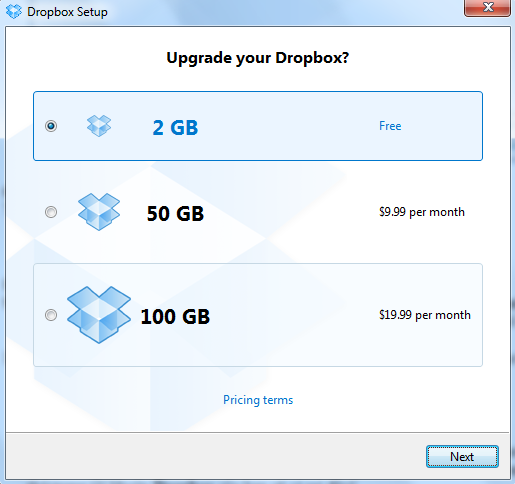 Dropbox Setup
Upgrade your Dropbox?
2 GB Free
50 GB $9.99 per month
100 GB $19.99 per month
Pricing terms
Next